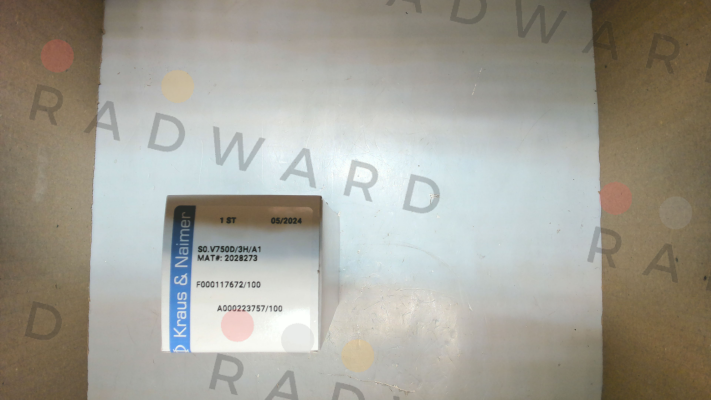 RADWARD
RADWARD
1 ST 05/2024
S0.V750D/3H/A1
MAT#: 2028273
F000117672/100
A000223757/100
Kraus & Naimer
RA
D
RADWARD